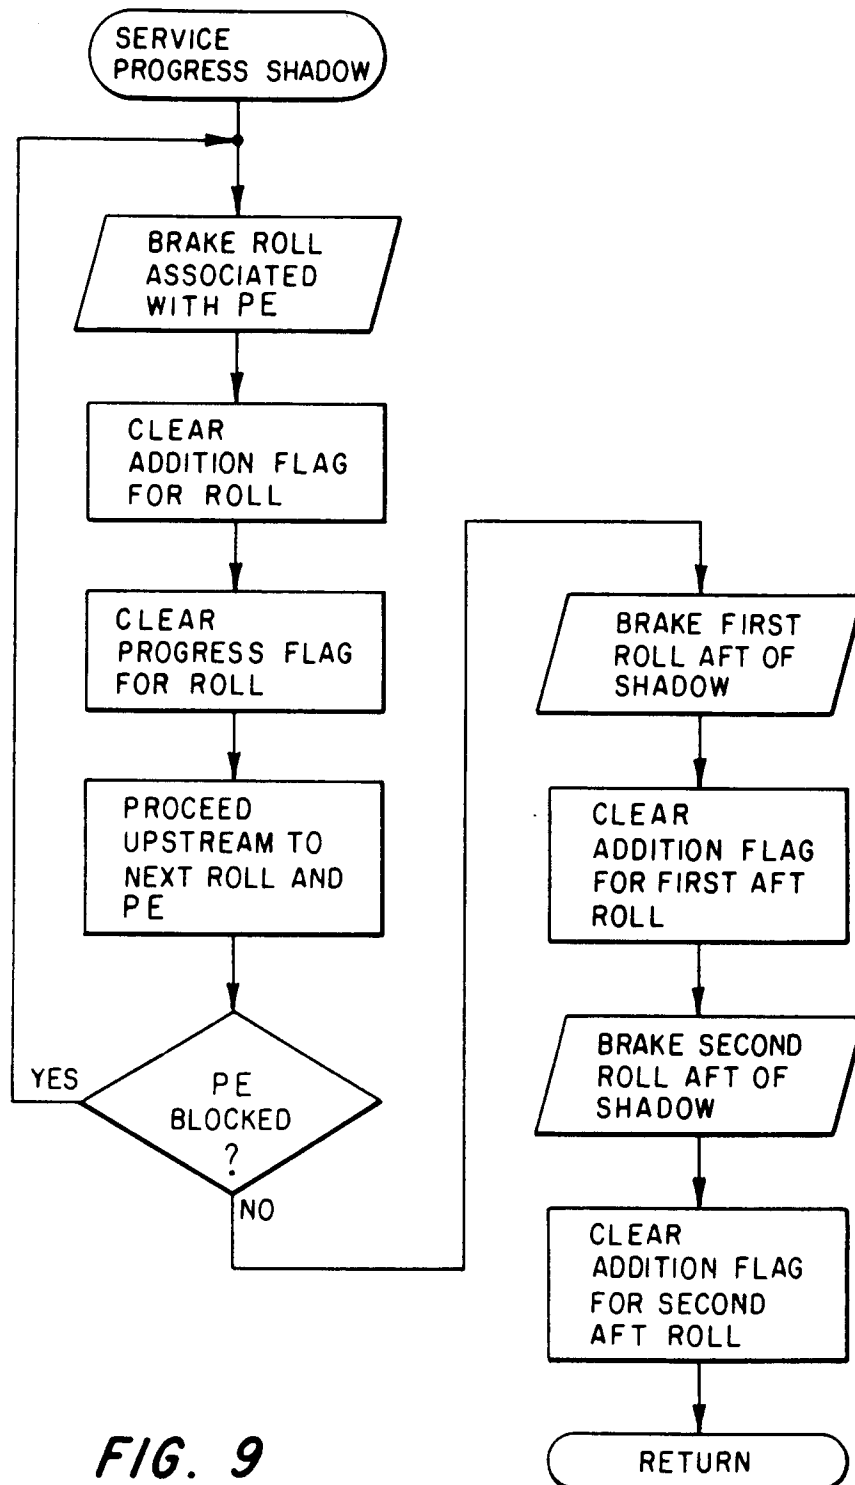 SERVICE
PROGRESS SHADOW
BRAKE ROLL
ASSOCIATED
WITH PE
CLEAR
ADDITION FLAG
FOR ROLL
CLEAR
PROGRESS FLAG
FOR ROLL
PROCEED
UPSTREAM TO
NEXT ROLL AND
PE
YES
PE
BLOCKED
?
NO
BRAKE FIRST
ROLL AFT OF
SHADOW
CLEAR
ADDITION FLAG
FOR FIRST AFT
ROLL
BRAKE SECOND
ROLL AFT OF
SHADOW
CLEAR
ADDITION FLAG
FOR SECOND
AFT ROLL
RETURN
FIG. 9